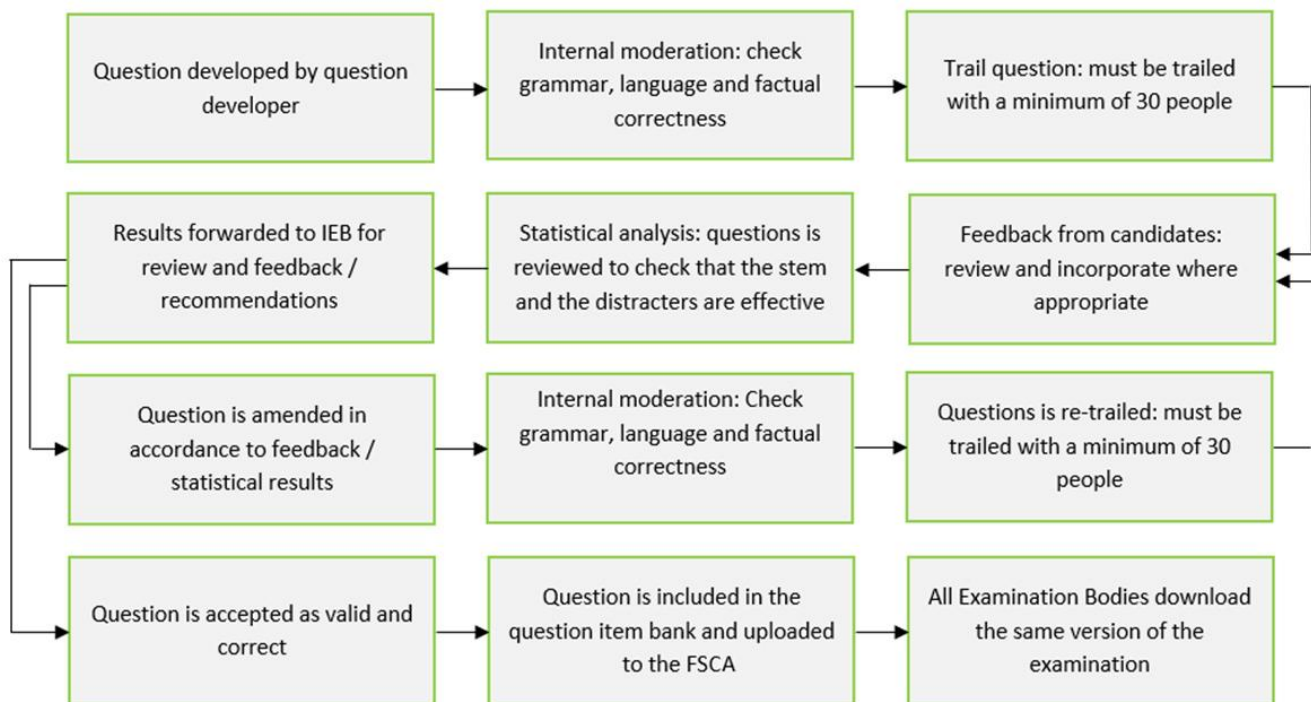 Question developed by question
developer
Internal moderation: check
grammar, language and factual
correctness
Trail question: must be trailed
with a minimum of 30 people
Feedback from candidates:
review and incorporate where
appropriate
Statistical analysis: questions is
reviewed to check that the stem
and the distracters are effective
Results forwarded to IEB for
review and feedback /
recommendations
Question is amended in
accordance to feedback /
statistical results
Internal moderation: Check
grammar, language and factual
correctness
Questions is re-trailed: must be
trailed with a minimum of 30
people
Question is accepted as valid and
correct
Question is included in the
question item bank and uploaded
to the FSCA
All Examination Bodies download
the same version of the
examination